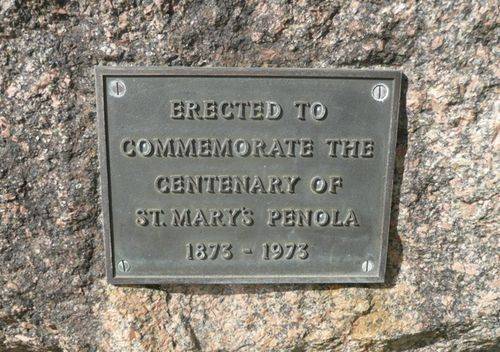 ERECTED TO
COMMEMORATE THE
CENTENARY OF
ST. MARY'S PENOLA
1873 - 1973